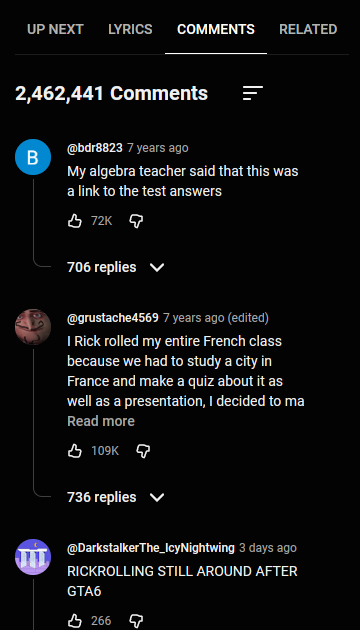 UP NEXT LYRICS COMMENTS RELATED
2,462,441 Comments
B
@bdr8823 7 years ago
My algebra teacher said that this was
a link to the test answers
72K
706 replies
@grustache4569 7 years ago (edited)
I Rick rolled my entire French class
because we had to study a city in
France and make a quiz about it as
well as a presentation, I decided to ma
Read more
109K
736 replies
@DarkstalkerThe_IcyNightwing 3 days ago
RICKROLLING STILL AROUND AFTER
GTA6
266